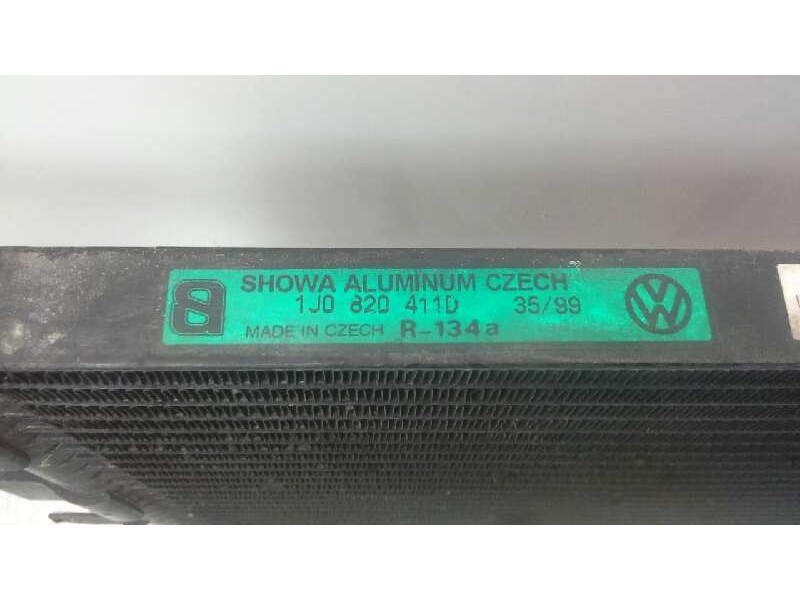 SHOWA ALUMINUM CZECH
1J0 820 411D 35/99
MADE IN CZECH R-134a